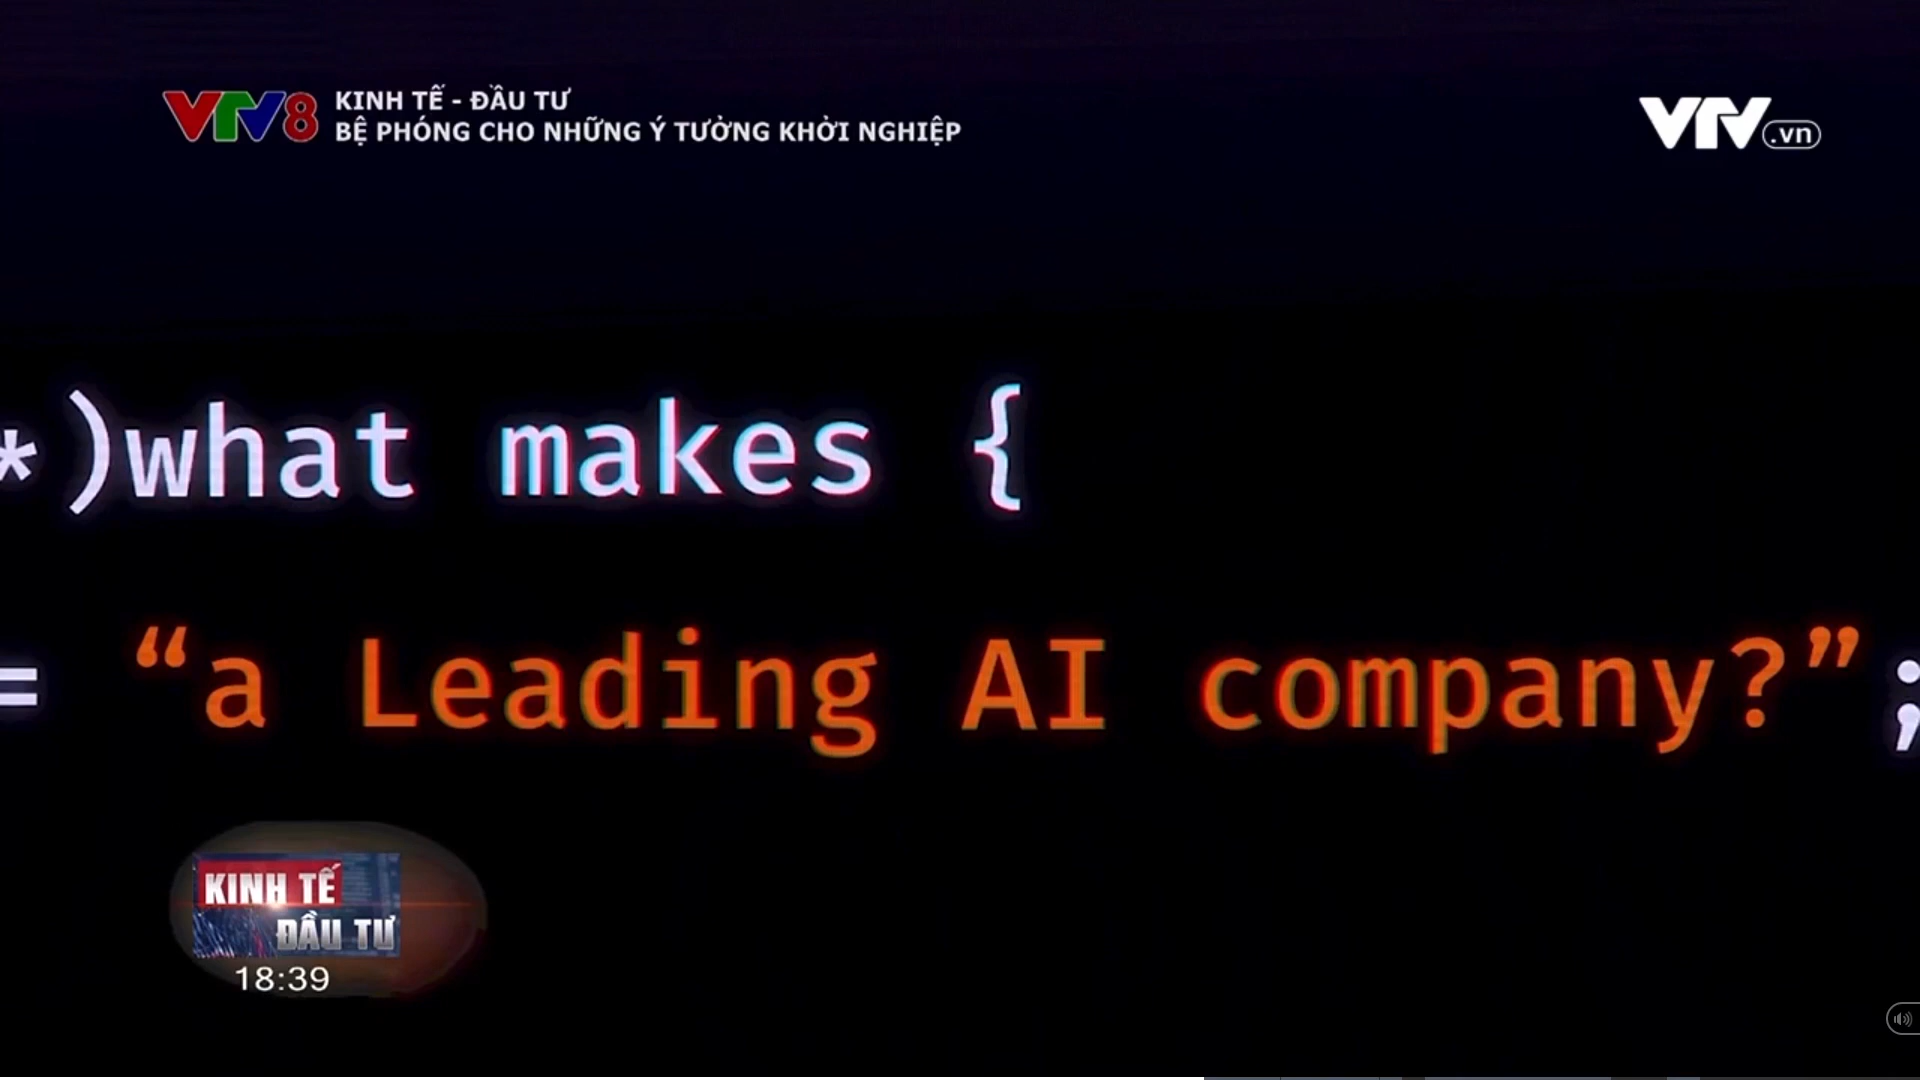 VTV8
KINH TẾ - ĐẦU TƯ
BỆ PHÓNG CHO NHỮNG Ý TƯỞNG KHỞI NGHIỆP
VTV.vn
*)what makes {
= “a Leading AI company?”;
KINH TẾ
ĐẦU TƯ
18:39